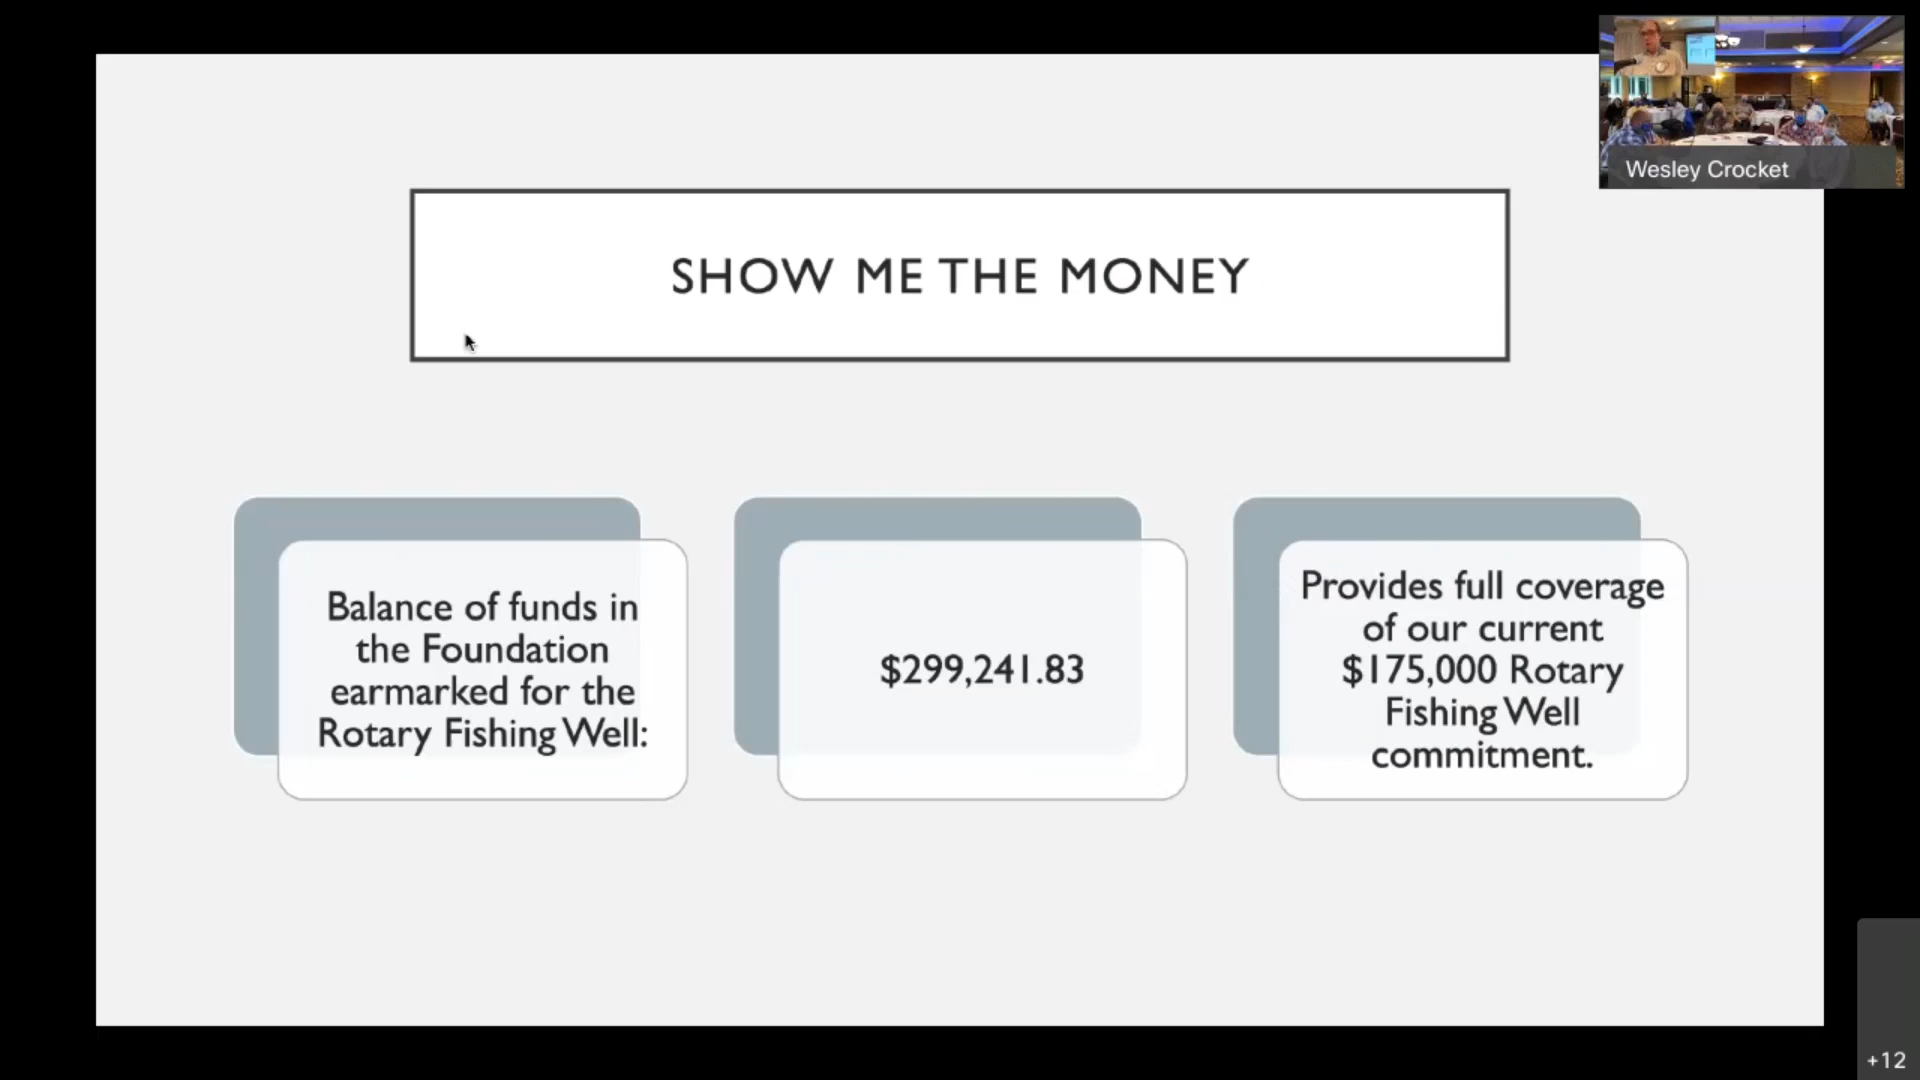 Wesley Crocket
SHOW ME THE MONEY
Balance of funds in
the Foundation
earmarked for the
Rotary Fishing Well:
$299,241.83
Provides full coverage
of our current
$175,000 Rotary
Fishing Well
commitment.
+12